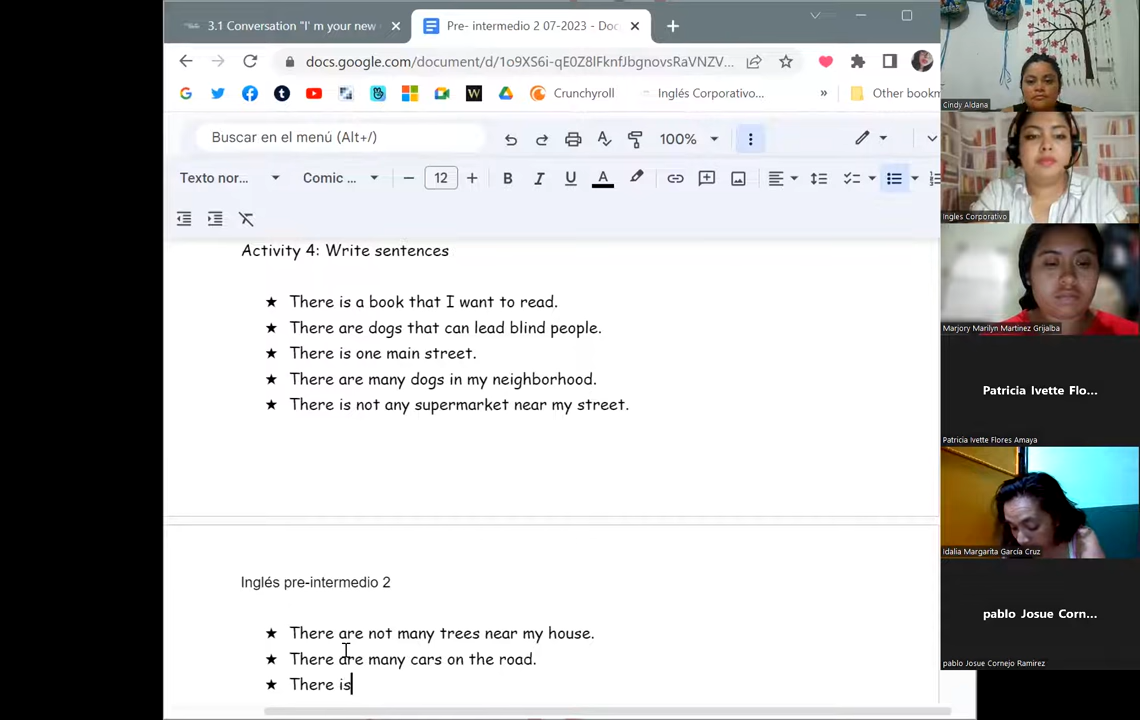 3.1 Conversation "I' m your new
Pre- intermedio 2 07-2023 - Doc
docs.google.com/document/d/1o9XS6i-qE0Z8lFknfJbgnovsRaVNZV...
Crunchyroll
Inglés Corporativo...
»
Other bookm
Buscar en el menú (Alt+/)
100%
Texto nor...
Comic ...
12
B I U A
Activity 4: Write sentences
★ There is a book that I want to read.
★ There are dogs that can lead blind people.
★ There is one main street.
★ There are many dogs in my neighborhood.
★ There is not any supermarket near my street.
Inglés pre-intermedio 2
★ There are not many trees near my house.
★ There are many cars on the road.
★ There is
Cindy Aldana
Ingles Corporativo
Marjory Marilyn Martinez Grijalba
Patricia Ivette Flo...
Patricia Ivette Flores Amaya
Idalia Margarita García Cruz
pablo Josue Corn...
pablo Josue Cornejo Ramirez